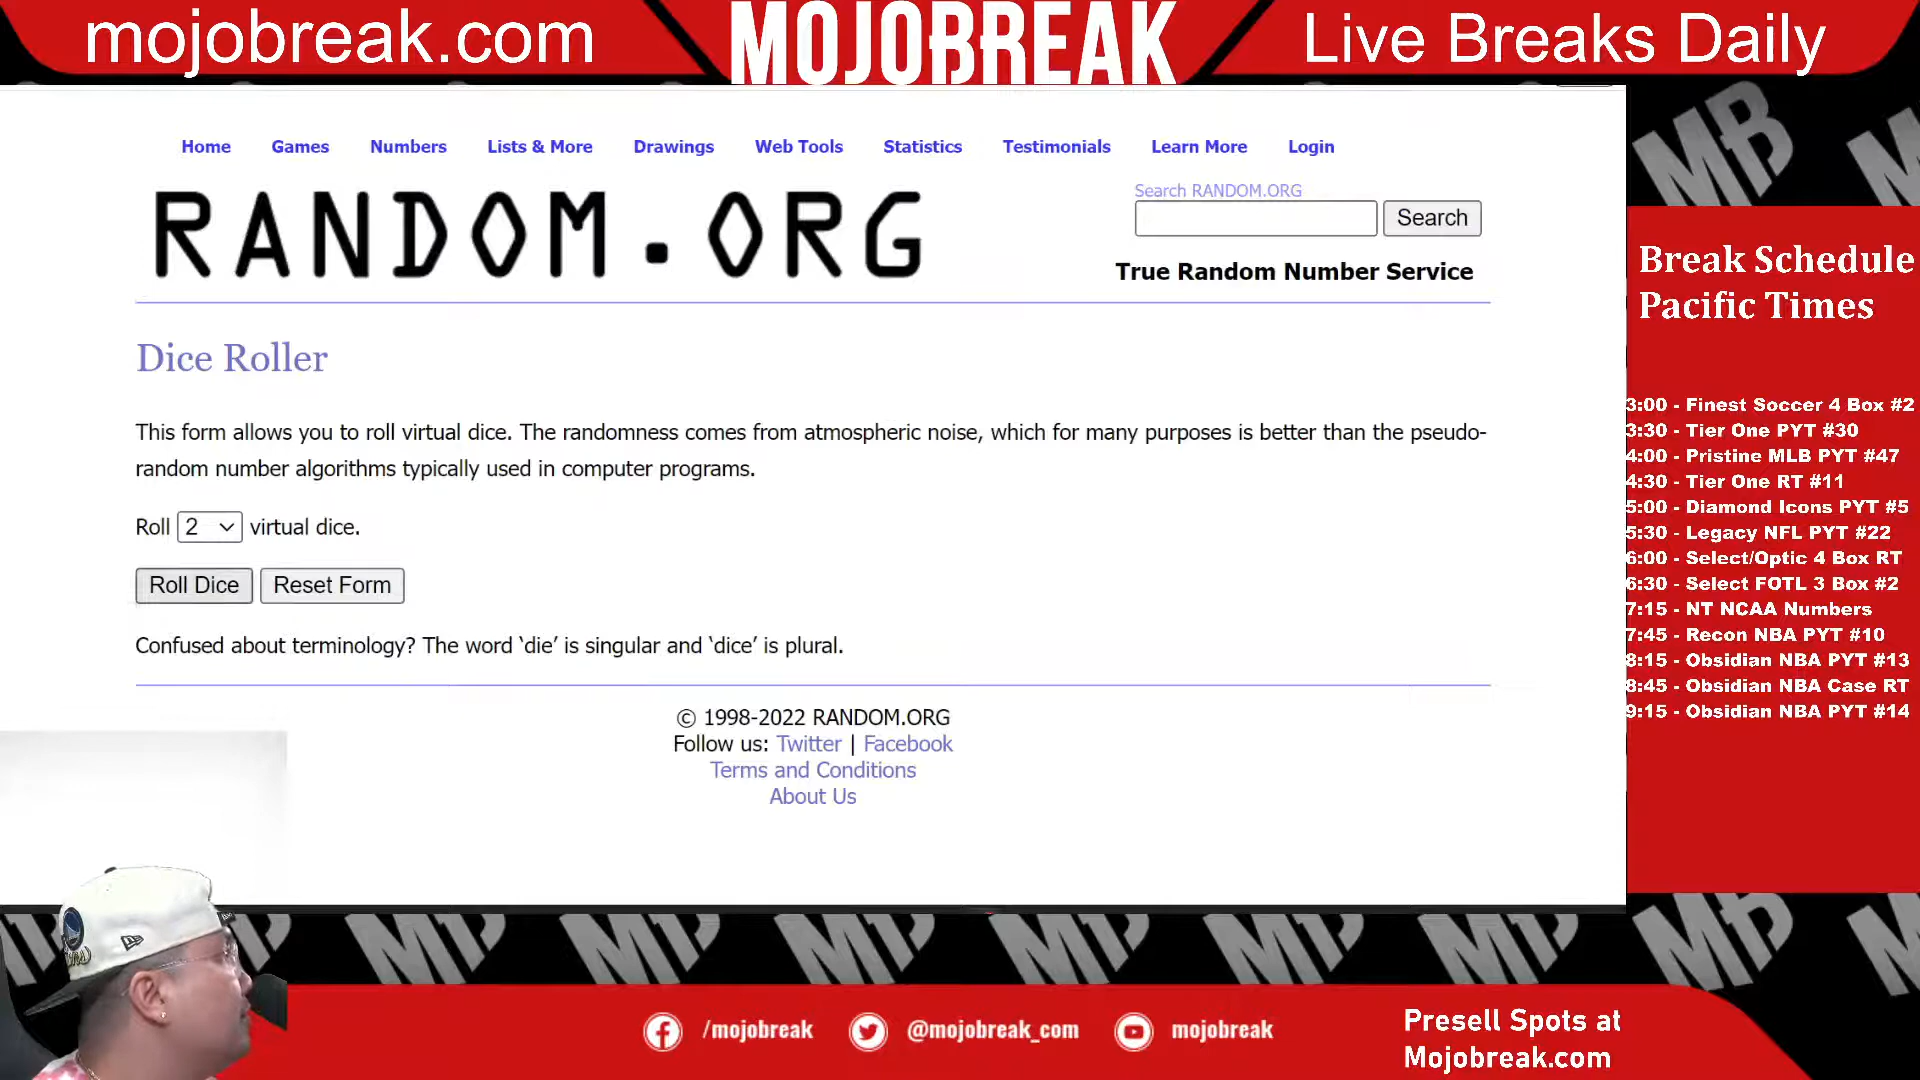 mojobreak.com
MOJOBREAK
Live Breaks Daily
Home Games Numbers Lists & More Drawings Web Tools Statistics Testimonials Learn More Login
RANDOM.ORG
Search RANDOM.ORG
Search
True Random Number Service
Dice Roller
This form allows you to roll virtual dice. The randomness comes from atmospheric noise, which for many purposes is better than the pseudo-
random number algorithms typically used in computer programs.
Roll 2 virtual dice.
Roll Dice Reset Form
Confused about terminology? The word ‘die’ is singular and ‘dice’ is plural.
© 1998-2022 RANDOM.ORG
Follow us: Twitter | Facebook
Terms and Conditions
About Us
Break Schedule
Pacific Times
3:00 - Finest Soccer 4 Box #2
3:30 - Tier One PYT #30
4:00 - Pristine MLB PYT #47
4:30 - Tier One RT #11
5:00 - Diamond Icons PYT #5
5:30 - Legacy NFL PYT #22
6:00 - Select/Optic 4 Box RT
6:30 - Select FOTL 3 Box #2
7:15 - NT NCAA Numbers
7:45 - Recon NBA PYT #10
8:15 - Obsidian NBA PYT #13
8:45 - Obsidian NBA Case RT
9:15 - Obsidian NBA PYT #14
/mojobreak @mojobreak_com mojobreak
Presell Spots at
Mojobreak.com